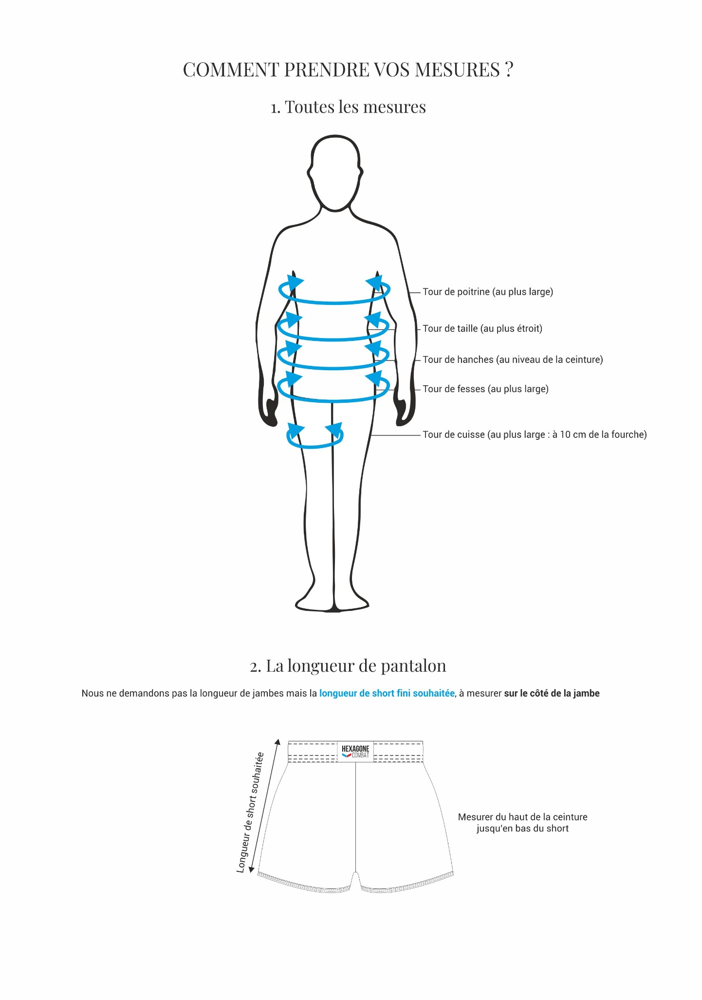 COMMENT PRENDRE VOS MESURES ?
1. Toutes les mesures
Tour de poitrine (au plus large)
Tour de taille (au plus étroit)
Tour de hanches (au niveau de la ceinture)
Tour de fesses (au plus large)
Tour de cuisse (au plus large : à 10 cm de la fourche)
2. La longueur de pantalon
Nous ne demandons pas la longueur de jambes mais la longueur de short fini souhaitée, à mesurer sur le côté de la jambe
HEXAGONE
COMBAT
Longueur de short souhaitée
Mesurer du haut de la ceinture
jusqu'en bas du short